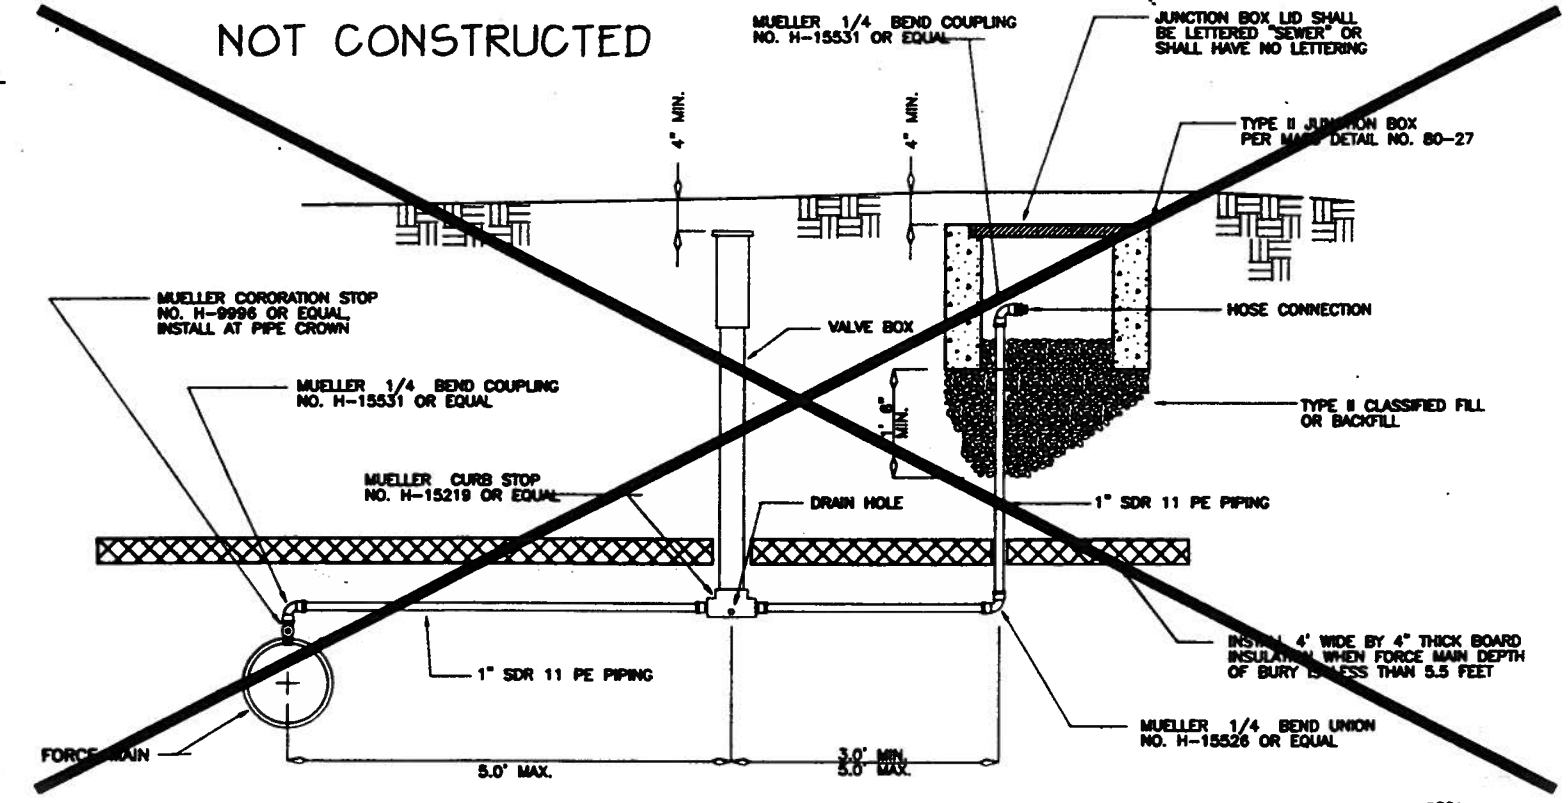 NOT CONSTRUCTED
MUELLER 1/4 BEND COUPLING
NO. H-15531 OR EQUAL
JUNCTION BOX LID SHALL
BE LETTERED "SEWER" OR
SHALL HAVE NO LETTERING
4" MIN.
4" MIN.
TYPE II JUNCTION BOX
PER MASS DETAIL NO. 80-27
MUELLER CORORATION STOP
NO. H-9996 OR EQUAL,
INSTALL AT PIPE CROWN
VALVE BOX
HOSE CONNECTION
MUELLER 1/4 BEND COUPLING
NO. H-15531 OR EQUAL
1' 6"
MIN.
TYPE II CLASSIFIED FILL
OR BACKFILL
MUELLER CURB STOP
NO. H-15219 OR EQUAL
DRAIN HOLE
1" SDR 11 PE PIPING
INSTALL 4' WIDE BY 4" THICK BOARD
INSULATION WHEN FORCE MAIN DEPTH
OF BURY IS LESS THAN 5.5 FEET
1" SDR 11 PE PIPING
MUELLER 1/4 BEND UNION
NO. H-15526 OR EQUAL
FORCE MAIN
5.0' MAX.
3.0' MIN.
5.0' MAX.